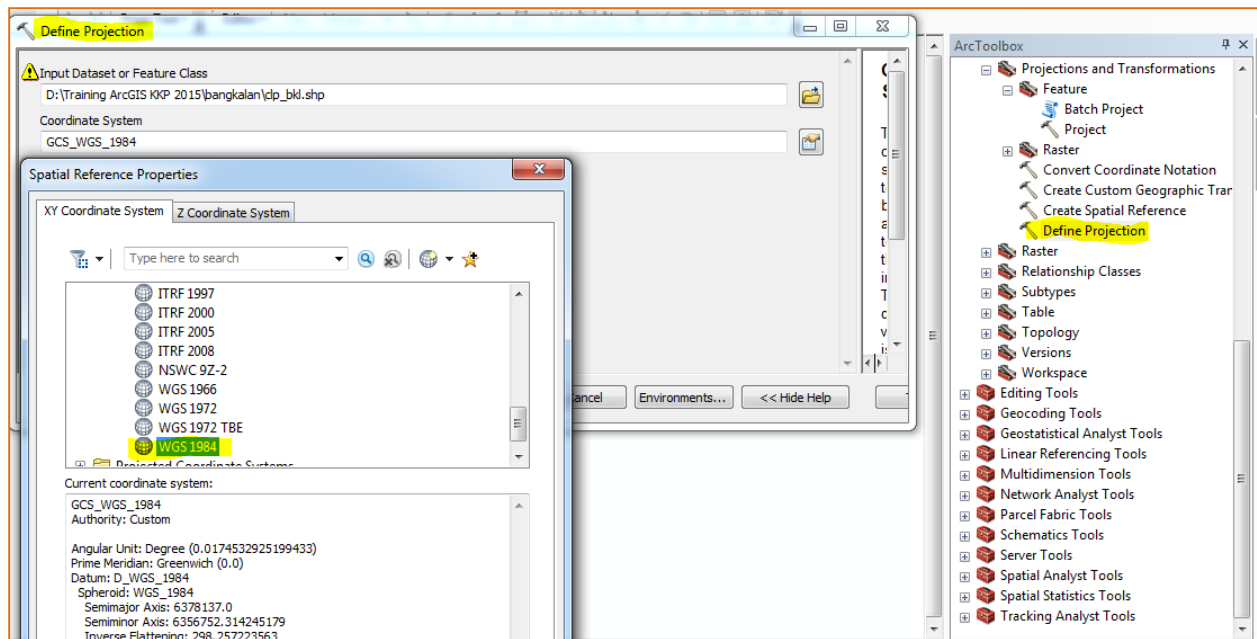 Define Projection
Input Dataset or Feature Class
D:\Training ArcGIS KKP 2015\bangkalan\clp_bkl.shp
Coordinate System
GCS_WGS_1984
Spatial Reference Properties
XY Coordinate System
Z Coordinate System
Type here to search
ITRF 1997
ITRF 2000
ITRF 2005
ITRF 2008
NSWC 9Z-2
WGS 1966
WGS 1972
WGS 1972 TBE
WGS 1984
Projected Coordinate Systems
Current coordinate system:
GCS_WGS_1984
Authority: Custom
Angular Unit: Degree (0.0174532925199433)
Prime Meridian: Greenwich (0.0)
Datum: D_WGS_1984
Spheroid: WGS_1984
Semimajor Axis: 6378137.0
Semiminor Axis: 6356752.314245179
Inverse Flattening: 298.257223563
ancel
Environments...
<< Hide Help
ArcToolbox
Projections and Transformations
Feature
Batch Project
Project
Raster
Convert Coordinate Notation
Create Custom Geographic Tran
Create Spatial Reference
Define Projection
Raster
Relationship Classes
Subtypes
Table
Topology
Versions
Workspace
Editing Tools
Geocoding Tools
Geostatistical Analyst Tools
Linear Referencing Tools
Multidimension Tools
Network Analyst Tools
Parcel Fabric Tools
Schematics Tools
Server Tools
Spatial Analyst Tools
Spatial Statistics Tools
Tracking Analyst Tools